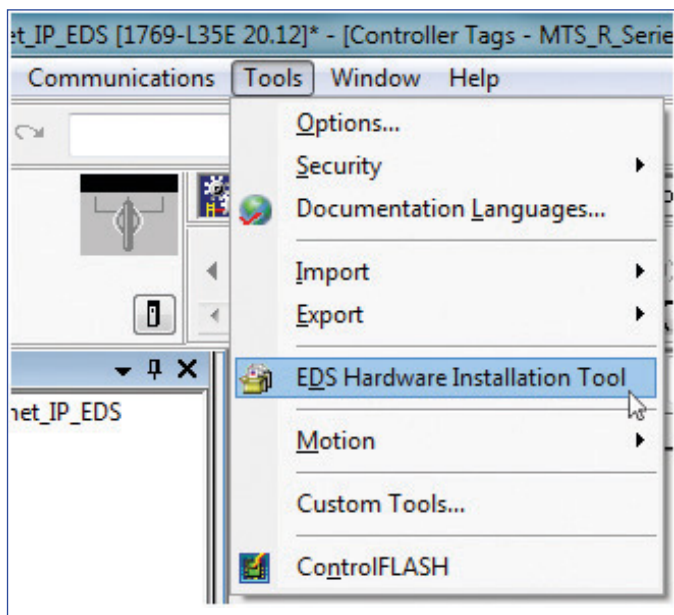 et_IP_EDS [1769-L35E 20.12]* - [Controller Tags - MTS_R_Serie
Communications Tools Window Help
Options...
Security
Documentation Languages...
Import
Export
EDS Hardware Installation Tool
net_IP_EDS
Motion
Custom Tools...
ControlFLASH